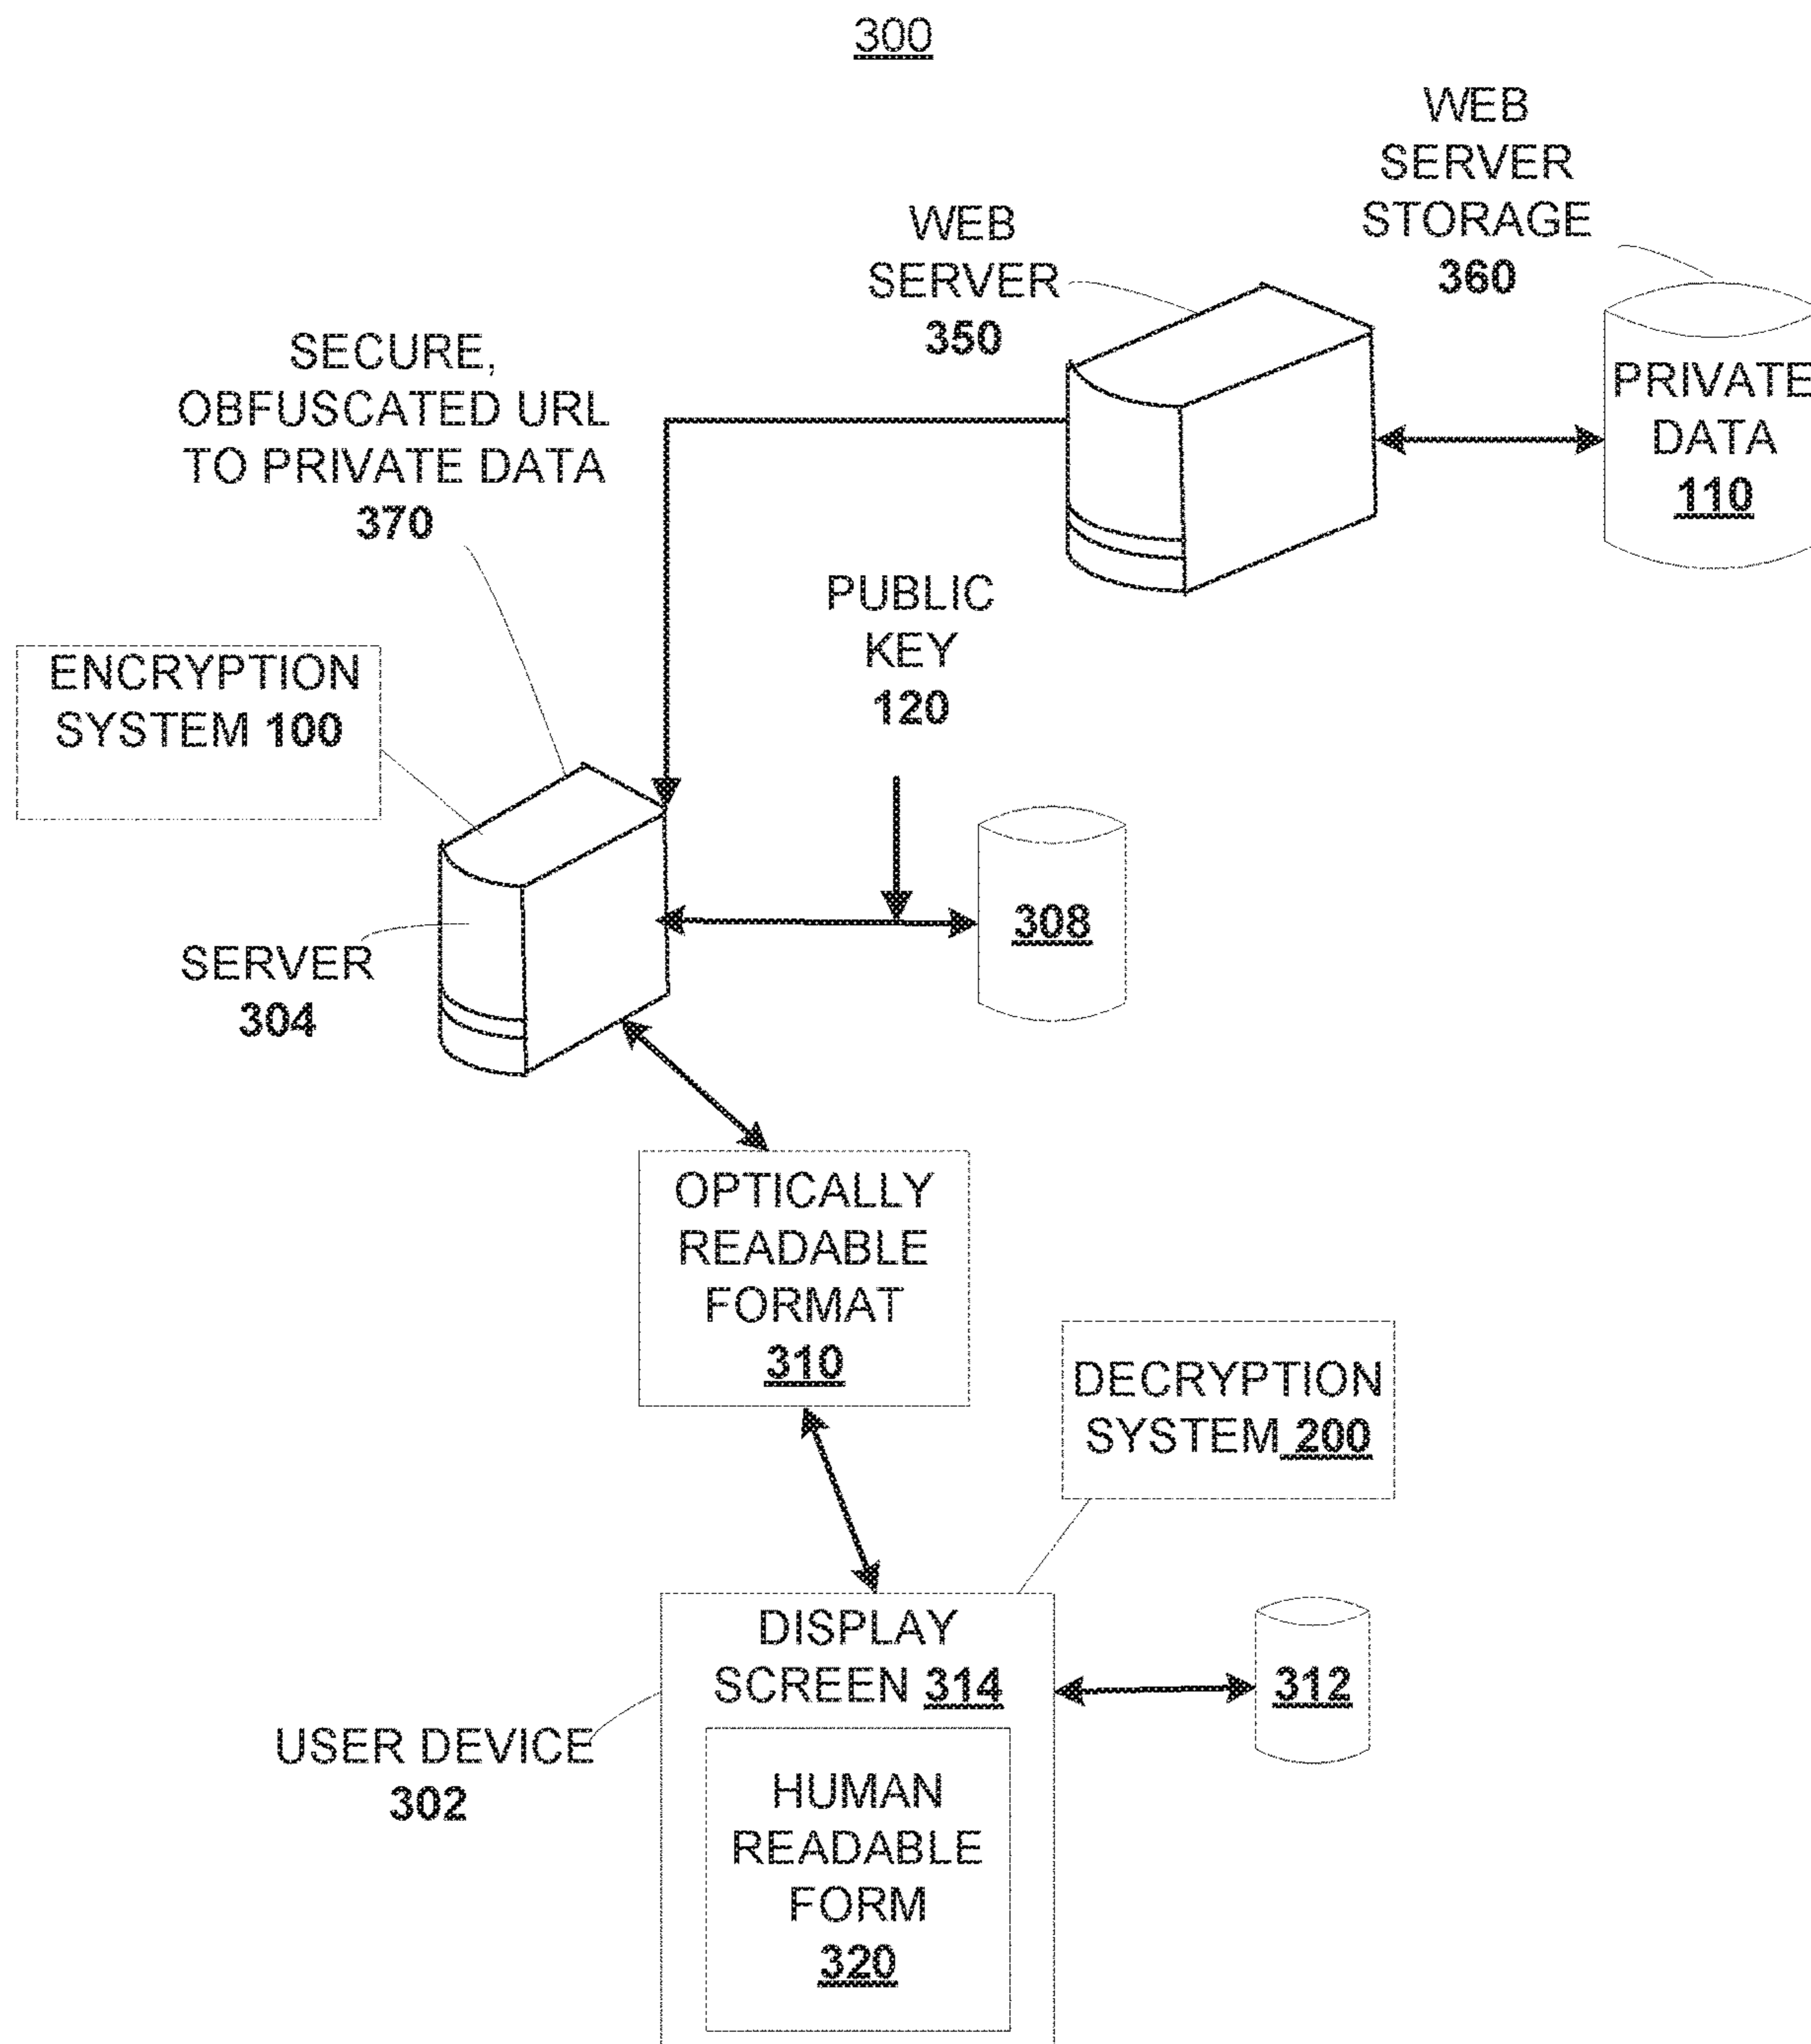 300
WEB
SERVER
STORAGE
360
WEB
SERVER
350
PRIVATE
DATA
110
SECURE,
OBFUSCATED URL
TO PRIVATE DATA
370
PUBLIC
KEY
120
ENCRYPTION
SYSTEM 100
308
SERVER
304
OPTICALLY
READABLE
FORMAT
310
DECRYPTION
SYSTEM 200
DISPLAY
SCREEN 314
312
USER DEVICE
302
HUMAN
READABLE
FORM
320